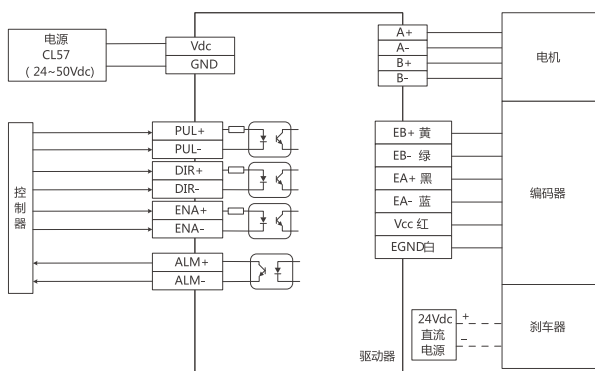 电源
CL57
( 24~50Vdc)
Vdc
GND
控制器
PUL+
PUL-
DIR+
DIR-
ENA+
ENA-
ALM+
ALM-
A+
A-
B+
B-
电机
EB+ 黄
EB- 绿
EA+ 黑
EA- 蓝
Vcc 红
EGND白
编码器
24Vdc
直流
电源
+
-
刹车器
驱动器